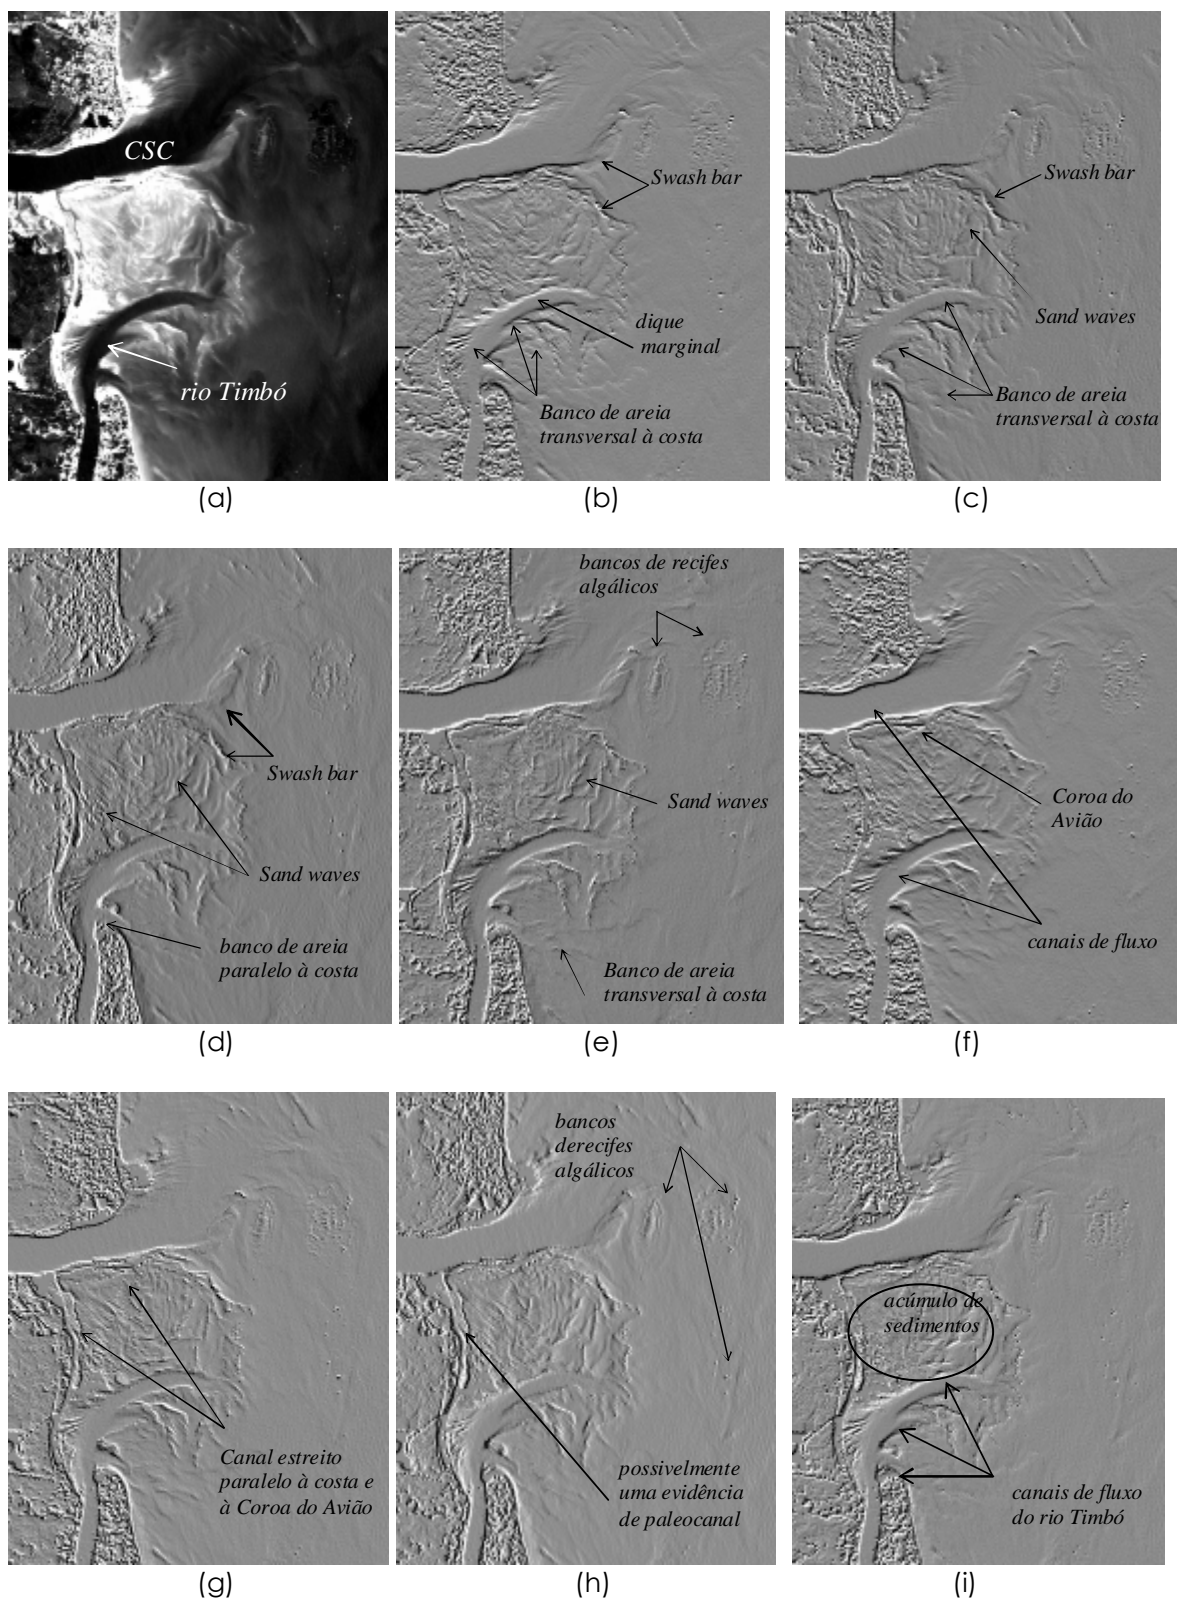 CSC
rio Timbó
(a)
Swash bar
dique
marginal
Banco de areia
transversal à costa
(b)
Swash bar
Sand waves
Banco de areia
transversal à costa
(c)
Swash bar
Sand waves
banco de areia
paralelo à costa
(d)
bancos de recifes
algálicos
Sand waves
Banco de areia
transversal à costa
(e)
Coroa do
Avião
canais de fluxo
(f)
Canal estreito
paralelo à costa e
à Coroa do Avião
(g)
bancos
derecifes
algálicos
possivelmente
uma evidência
de paleocanal
(h)
acúmulo de
sedimentos
canais de fluxo
do rio Timbó
(i)